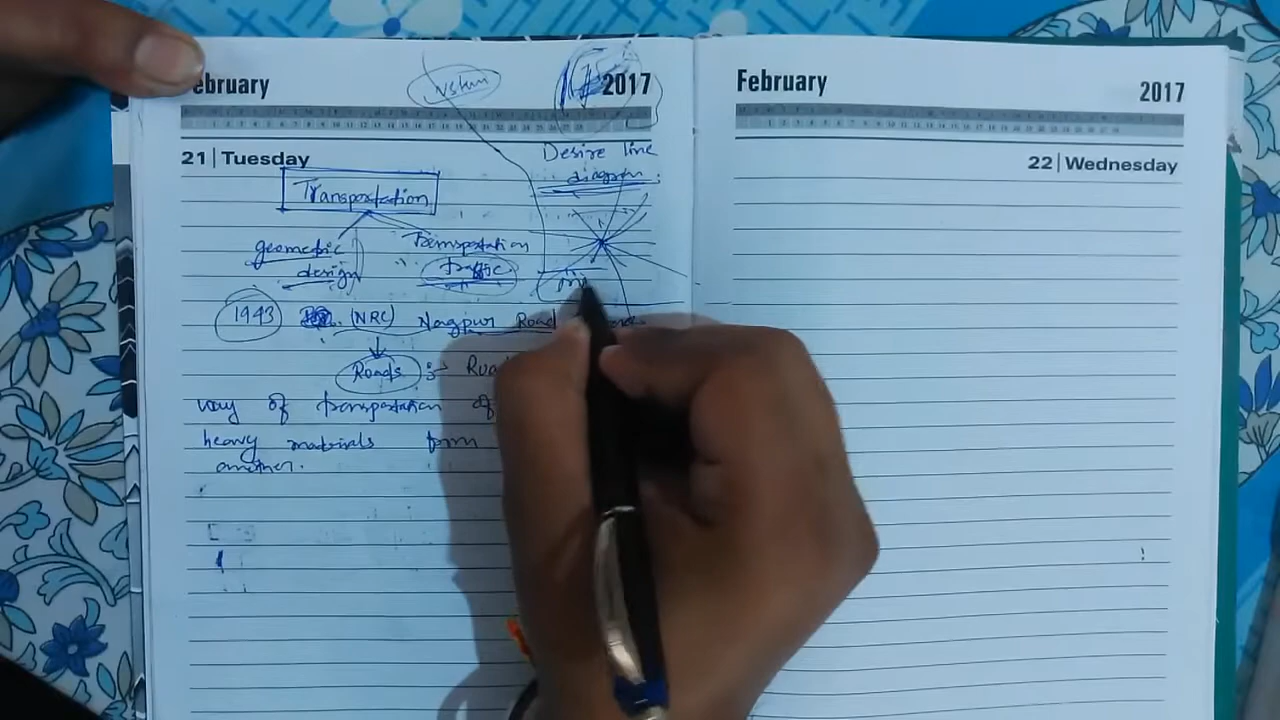 February 2017
21 Tuesday
Desire line
diagram.
Transportation
geometric
design
Transportation
Traffic
1943 (NRC) Nagpur Road
Roads :-
way of transportation of
heavy materials from
another.
February 2017
22 Wednesday